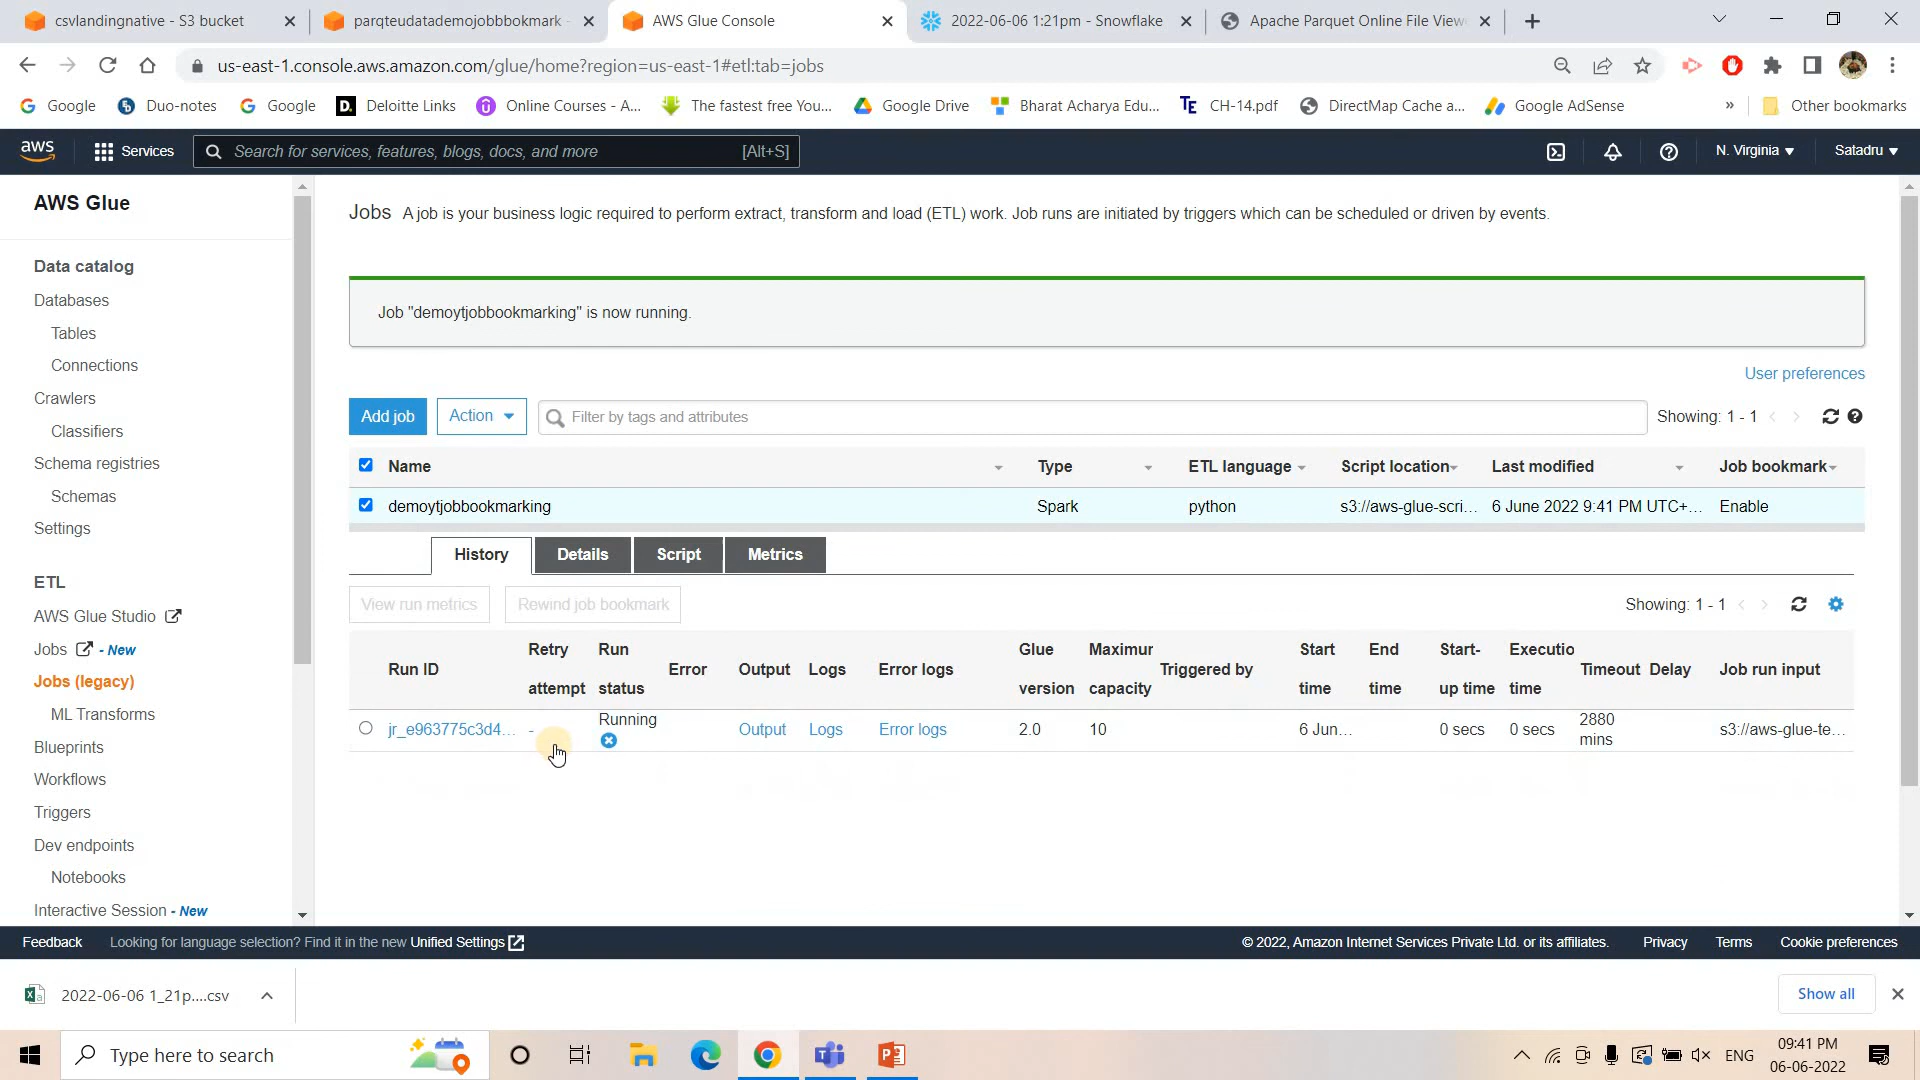 csvlandingnative - S3 bucket
parqteudatademojobbbokmark -
AWS Glue Console
2022-06-06 1:21pm - Snowflake
Apache Parquet Online File View
us-east-1.console.aws.amazon.com/glue/home?region=us-east-1#etl:tab=jobs
Google
Duo-notes
Google
Deloitte Links
Online Courses - A...
The fastest free You...
Google Drive
Bharat Acharya Edu...
CH-14.pdf
DirectMap Cache a...
Google AdSense
»
Other bookmarks
aws
Services
Search for services, features, blogs, docs, and more
[Alt+S]
N. Virginia
Satadru
AWS Glue
Data catalog
Databases
Tables
Connections
Crawlers
Classifiers
Schema registries
Schemas
Settings
ETL
AWS Glue Studio
Jobs - New
Jobs (legacy)
ML Transforms
Blueprints
Workflows
Triggers
Dev endpoints
Notebooks
Interactive Session - New
Jobs A job is your business logic required to perform extract, transform and load (ETL) work. Job runs are initiated by triggers which can be scheduled or driven by events.
Job "demoytjobbookmarking" is now running.
User preferences
Add job
Action
Filter by tags and attributes
Showing: 1 - 1
Name Type ETL language Script location Last modified Job bookmark
demoytjobbookmarking Spark python s3://aws-glue-scri... 6 June 2022 9:41 PM UTC+... Enable
History
Details
Script
Metrics
View run metrics
Rewind job bookmark
Showing: 1 - 1
Run ID
Retry attempt
Run status
Error
Output
Logs
Error logs
Glue version
Maximur capacity
Triggered by
Start time
End time
Start-up time
Executio time
Timeout
Delay
Job run input
jr_e963775c3d4... - Running Output Logs Error logs 2.0 10 6 Jun... 0 secs 0 secs 2880 mins s3://aws-glue-te...
Feedback
Looking for language selection? Find it in the new Unified Settings
© 2022, Amazon Internet Services Private Ltd. or its affiliates.
Privacy
Terms
Cookie preferences
2022-06-06 1_21p....csv
Show all
Type here to search
ENG
09:41 PM
06-06-2022